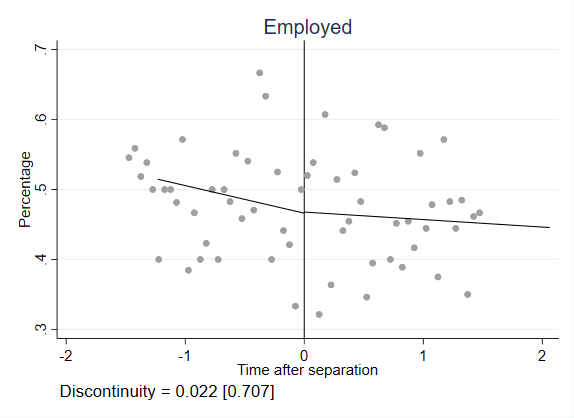 Employed
Percentage
.7
.6
.5
.4
.3
-2 -1 0 1 2
Time after separation
Discontinuity = 0.022 [0.707]